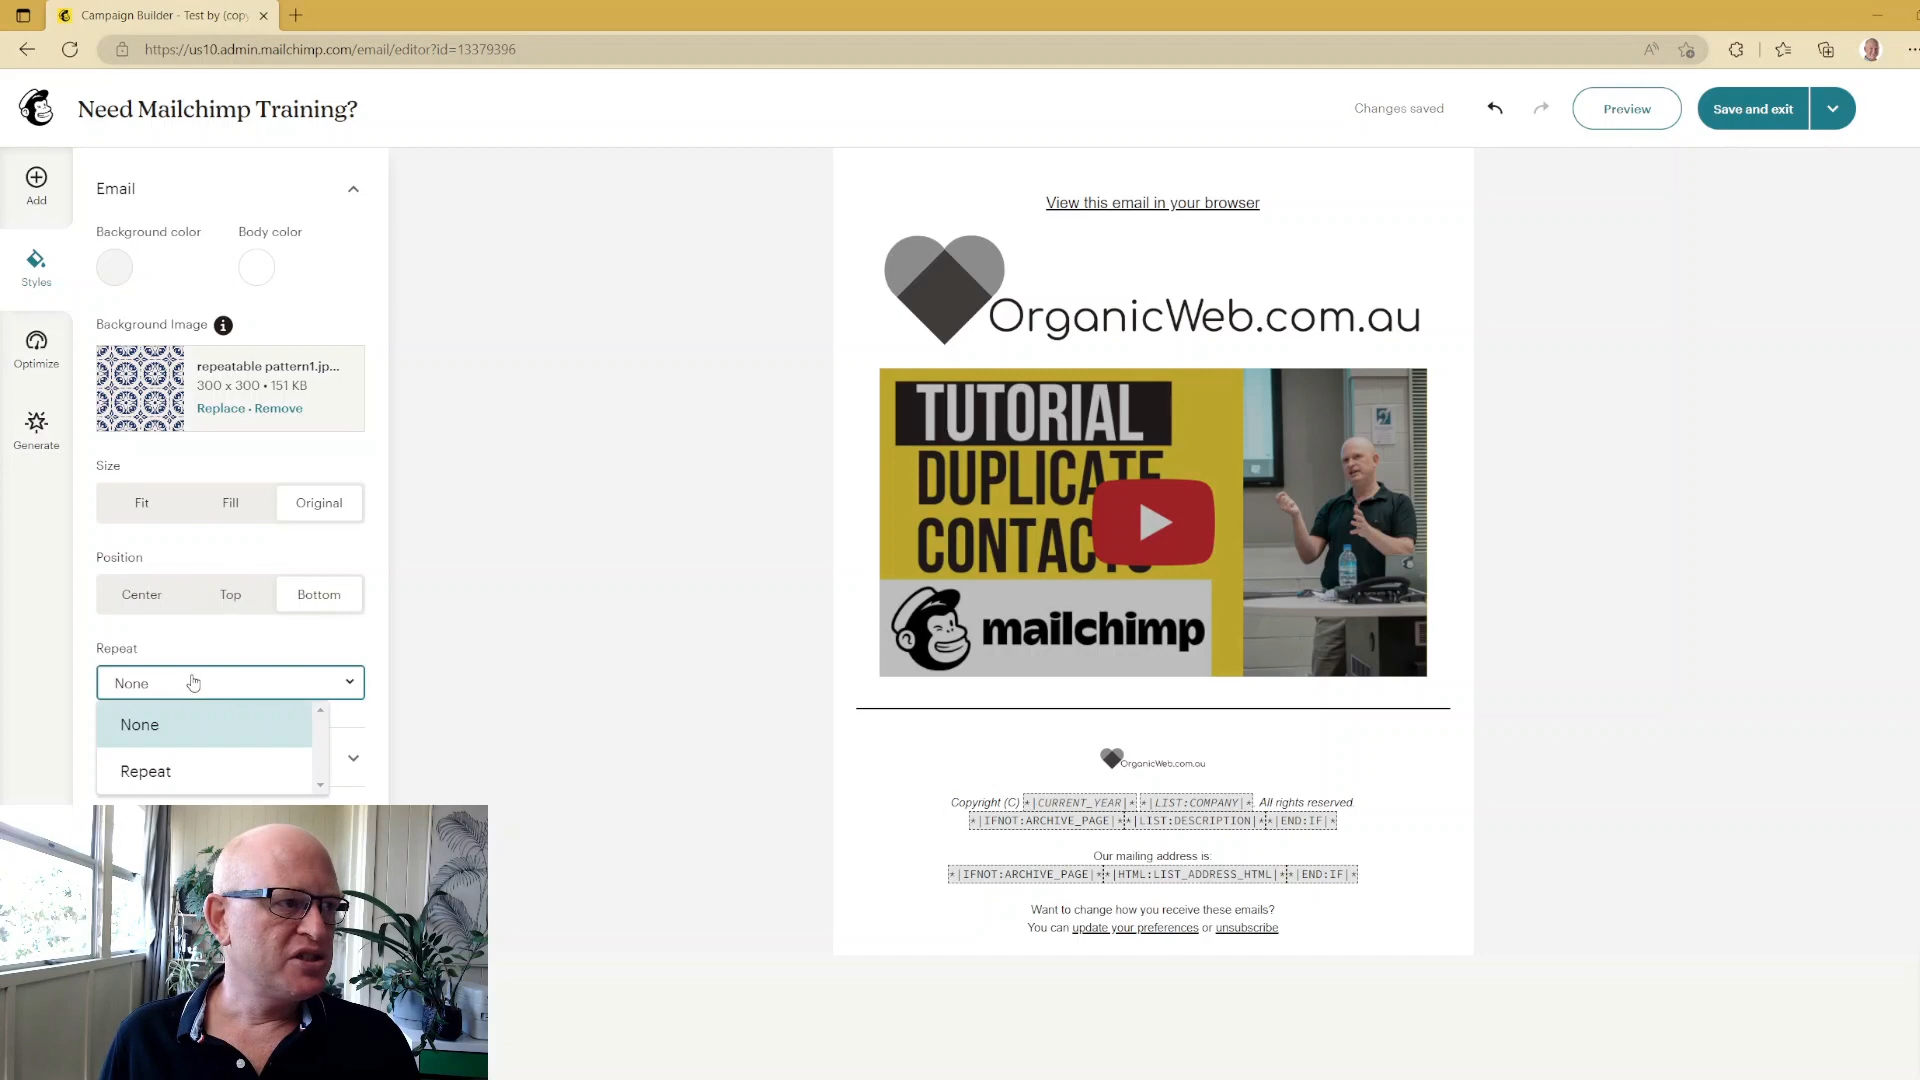 Campaign Builder - Test by (copy
https://us10.admin.mailchimp.com/email/editor?id=13379396
Need Mailchimp Training?
Changes saved
Preview
Save and exit
Add
Styles
Optimize
Generate
Email
Background color
Body color
Background Image
repeatable pattern1.jp...
300 x 300 • 151 KB
Replace • Remove
Size
Fit
Fill
Original
Position
Center
Top
Bottom
Repeat
None
None
Repeat
View this email in your browser
OrganicWeb.com.au
TUTORIAL
DUPLICATE
CONTACTS
mailchimp
OrganicWeb.com.au
Copyright (C) *|CURRENT_YEAR|* *|LIST:COMPANY|*. All rights reserved.
*|IFNOT:ARCHIVE_PAGE|* *|LIST:DESCRIPTION|* *|END:IF|*
Our mailing address is:
*|IFNOT:ARCHIVE_PAGE|* *|HTML:LIST_ADDRESS_HTML|* *|END:IF|*
Want to change how you receive these emails?
You can update your preferences or unsubscribe